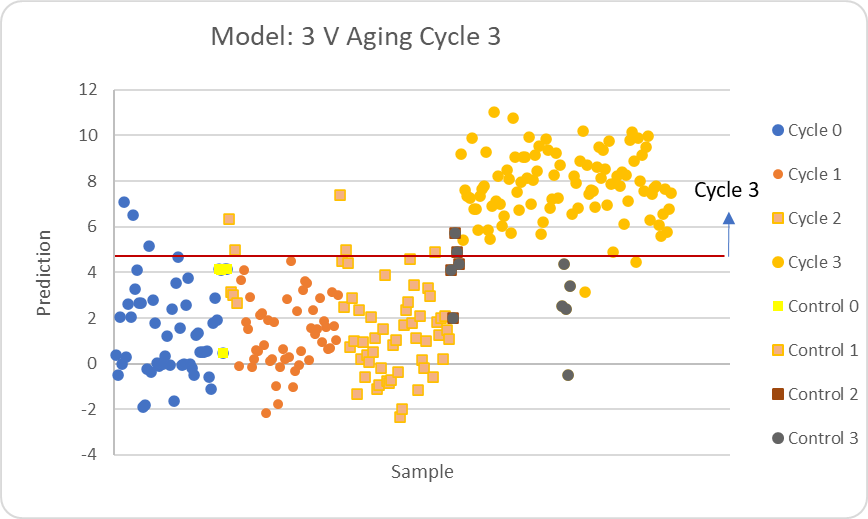 Model: 3 V Aging Cycle 3
12
10
8
6
4
2
0
-2
-4
Prediction
Sample
Cycle 3
Cycle 0
Cycle 1
Cycle 2
Cycle 3
Control 0
Control 1
Control 2
Control 3